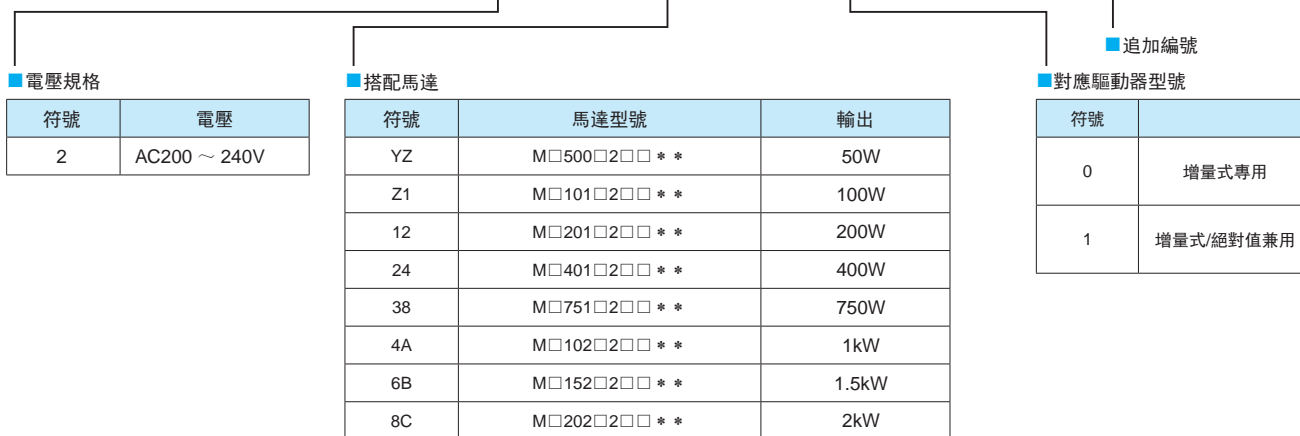 ■追加編號
■電壓規格
符號 電壓
2 AC200 ～ 240V
■搭配馬達
符號 馬達型號 輸出
YZ M□500□2□□＊＊ 50W
Z1 M□101□2□□＊＊ 100W
12 M□201□2□□＊＊ 200W
24 M□401□2□□＊＊ 400W
38 M□751□2□□＊＊ 750W
4A M□102□2□□＊＊ 1kW
6B M□152□2□□＊＊ 1.5kW
8C M□202□2□□＊＊ 2kW
■對應驅動器型號
符號
0 增量式專用
1 增量式/絕對值兼用